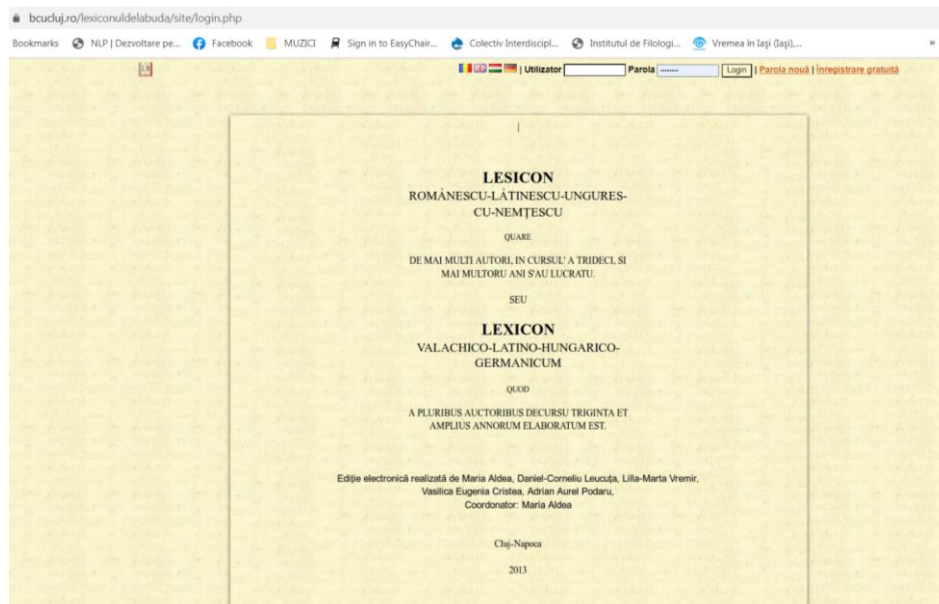 bcucluj.ro/lexiconuldelabuda/site/login.php
Bookmarks NLP | Dezvoltare pe... Facebook MUZICI Sign in to EasyChair... Colectiv Interdiscipl... Institutul de Filologi... Vremea în Iaşi (Iaşi),... »
| Utilizator Parola Login | Parola nouă | Înregistrare gratuită
LESICON
ROMÂNESCU-LĂTINESCU-UNGURES-
CU-NEMȚESCU
QUARE
DE MAI MULTI AUTORI, IN CURSUL' A TRIDECI, SI
MAI MULTORU ANI S'AU LUCRATU.
SEU
LEXICON
VALACHICO-LATINO-HUNGARICO-
GERMANICUM
QUOD
A PLURIBUS AUCTORIBUS DECURSU TRIGINTA ET
AMPLIUS ANNORUM ELABORATUM EST.
Ediție electronică realizată de Maria Aldea, Daniel-Corneliu Leucuța, Lilla-Marta Vremir,
Vasilica Eugenia Cristea, Adrian Aurel Podaru,
Coordonator: Maria Aldea
Cluj-Napoca
2013